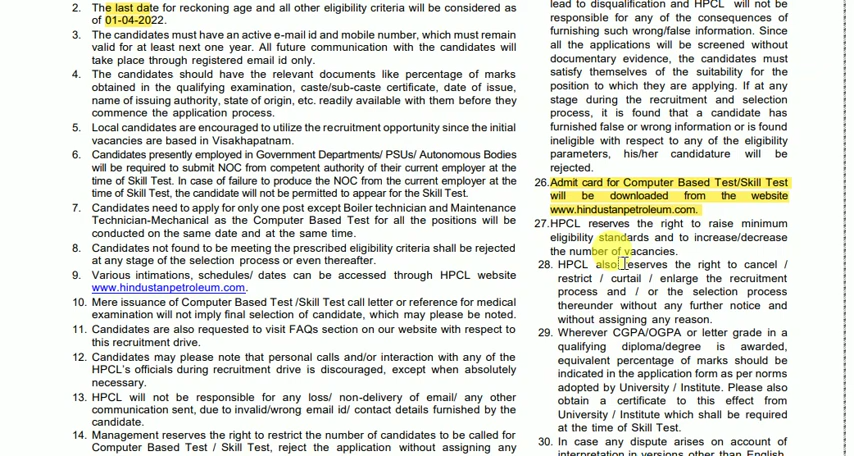 2. The last date for reckoning age and all other eligibility criteria will be considered as
of 01-04-2022.
3. The candidates must have an active e-mail id and mobile number, which must remain
valid for at least next one year. All future communication with the candidates will
take place through registered email id only.
4. The candidates should have the relevant documents like percentage of marks
obtained in the qualifying examination, caste/sub-caste certificate, date of issue,
name of issuing authority, state of origin, etc. readily available with them before they
commence the application process.
5. Local candidates are encouraged to utilize the recruitment opportunity since the initial
vacancies are based in Visakhapatnam.
6. Candidates presently employed in Government Departments/ PSUs/ Autonomous Bodies
will be required to submit NOC from competent authority of their current employer at the
time of Skill Test. In case of failure to produce the NOC from the current employer at the
time of Skill Test, the candidate will not be permitted to appear for the Skill Test.
7. Candidates need to apply for only one post except Boiler technician and Maintenance
Technician-Mechanical as the Computer Based Test for all the positions will be
conducted on the same date and at the same time.
8. Candidates not found to be meeting the prescribed eligibility criteria shall be rejected
at any stage of the selection process or even thereafter.
9. Various intimations, schedules/ dates can be accessed through HPCL website
www.hindustanpetroleum.com.
10. Mere issuance of Computer Based Test /Skill Test call letter or reference for medical
examination will not imply final selection of candidate, which may please be noted.
11. Candidates are also requested to visit FAQs section on our website with respect to
this recruitment drive.
12. Candidates may please note that personal calls and/or interaction with any of the
HPCL's officials during recruitment drive is discouraged, except when absolutely
necessary.
13. HPCL will not be responsible for any loss/ non-delivery of email/ any other
communication sent, due to invalid/wrong email id/ contact details furnished by the
candidate.
14. Management reserves the right to restrict the number of candidates to be called for
Computer Based Test / Skill Test, reject the application without assigning any
lead to disqualification and HPCL will not be
responsible for any of the consequences of
furnishing such wrong/false information. Since
all the applications will be screened without
documentary evidence, the candidates must
satisfy themselves of the suitability for the
position to which they are applying. If at any
stage during the recruitment and selection
process, it is found that a candidate has
furnished false or wrong information or is found
ineligible with respect to any of the eligibility
parameters, his/her candidature will be
rejected.
26.Admit card for Computer Based Test/Skill Test
will be downloaded from the website
www.hindustanpetroleum.com.
27.HPCL reserves the right to raise minimum
eligibility standards and to increase/decrease
the number of vacancies.
28. HPCL also reserves the right to cancel /
restrict / curtail / enlarge the recruitment
process and / or the selection process
thereunder without any further notice and
without assigning any reason.
29. Wherever CGPA/OGPA or letter grade in a
qualifying diploma/degree is awarded,
equivalent percentage of marks should be
indicated in the application form as per norms
adopted by University / Institute. Please also
obtain a certificate to this effect from
University / Institute which shall be required
at the time of Skill Test.
30. In case any dispute arises on account of
interpretation in versions other than English,